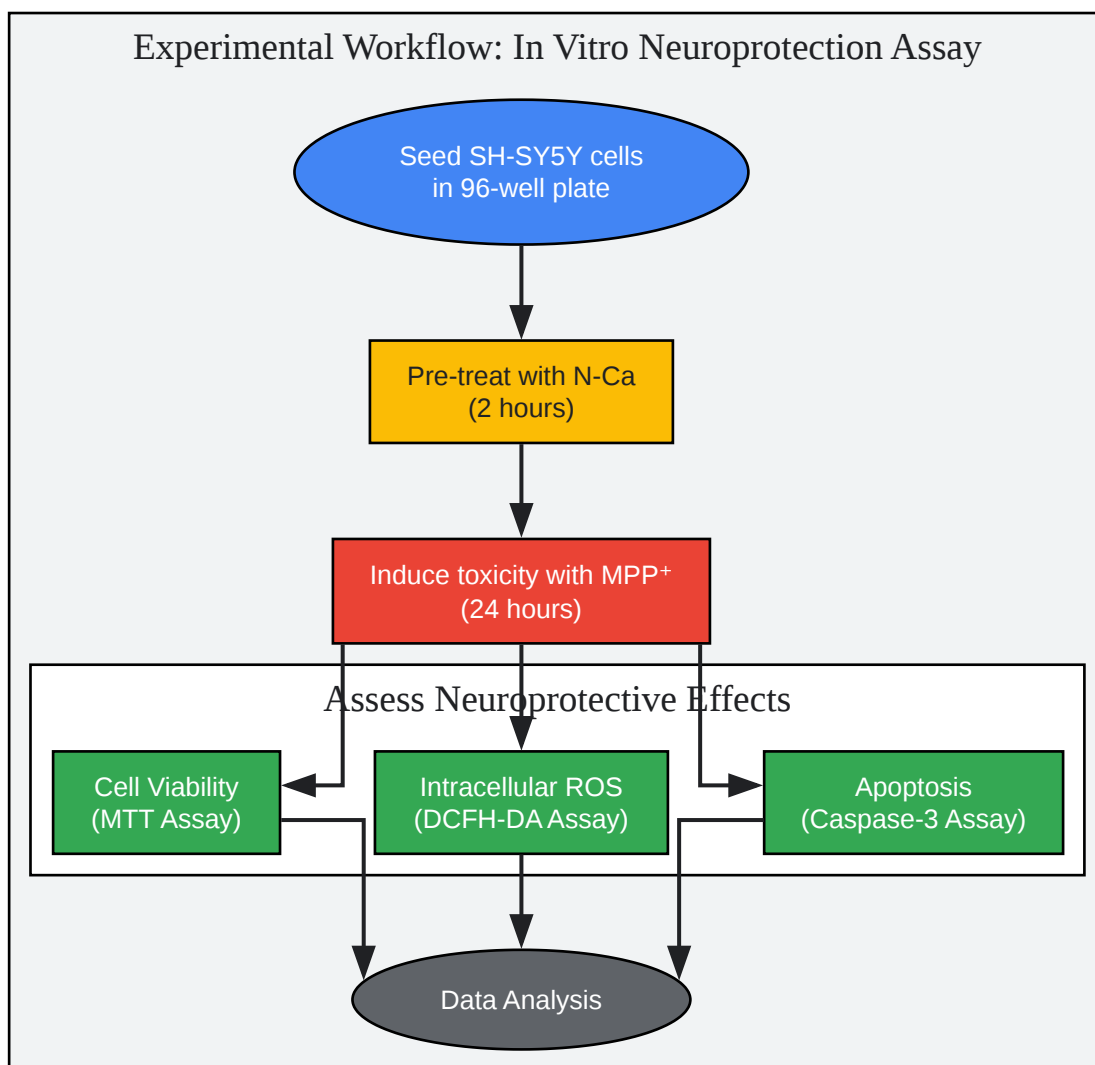 Experimental Workflow: In Vitro Neuroprotection Assay
Seed SH-SY5Y cells
in 96-well plate
Pre-treat with N-Ca
(2 hours)
Induce toxicity with MPP⁺
(24 hours)
Assess Neuroprotective Effects
Cell Viability
(MTT Assay)
Intracellular ROS
(DCFH-DA Assay)
Apoptosis
(Caspase-3 Assay)
Data Analysis